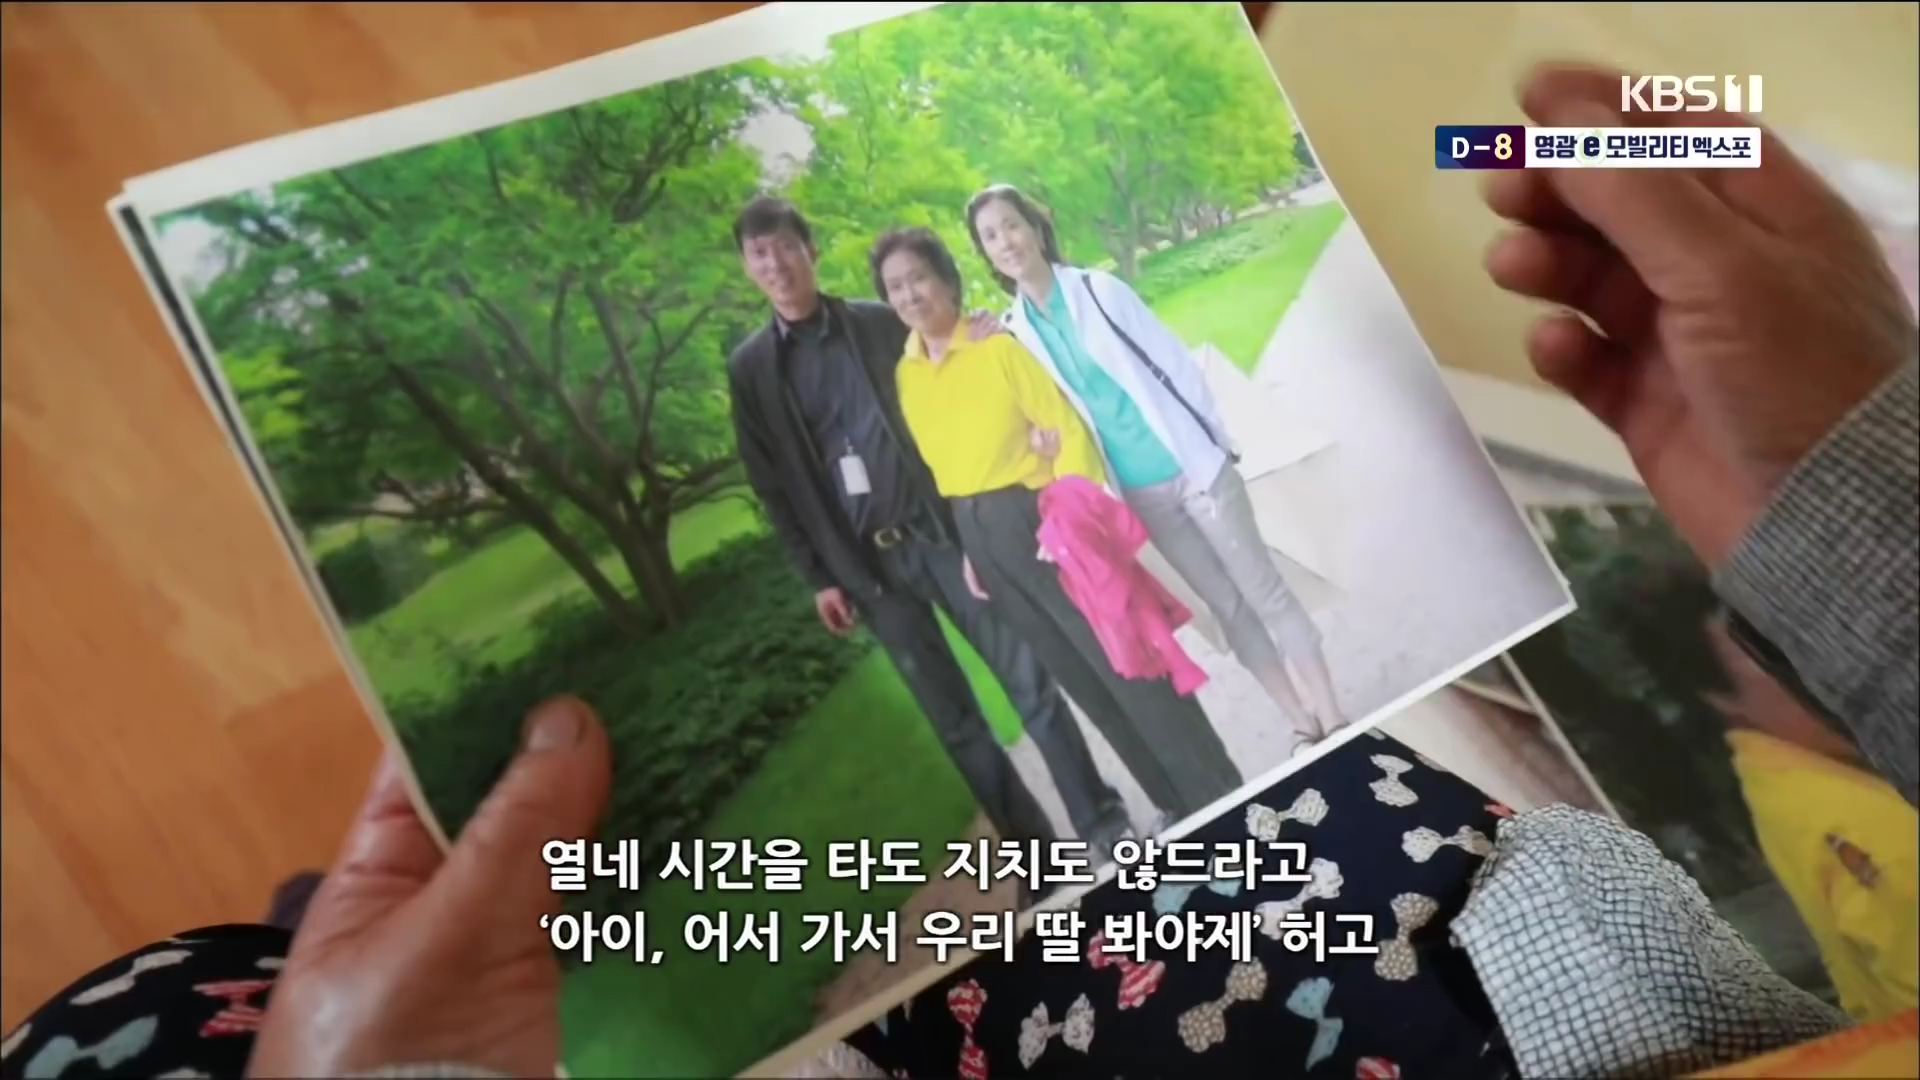 KBS 1
D-8 영광 e 모빌리티 엑스포
열네 시간을 타도 지치도 않드라고
‘아이, 어서 가서 우리 딸 봐야제’ 허고